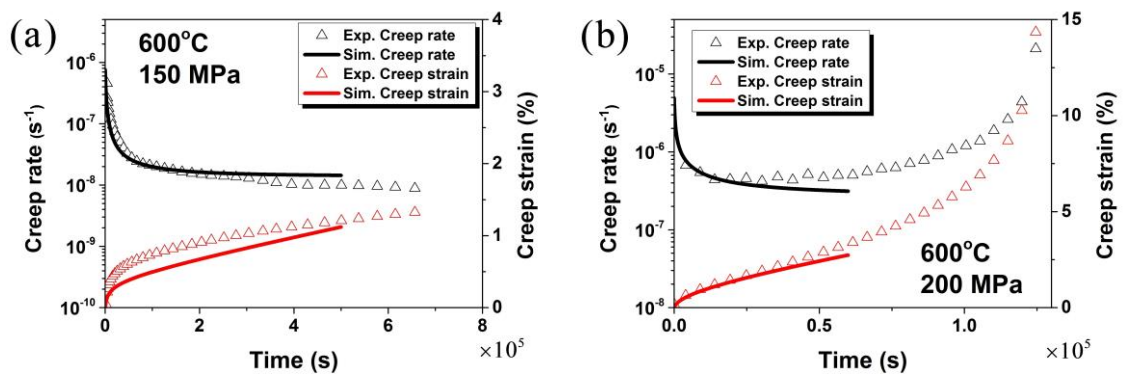 (a)
600°C
150 MPa
Exp. Creep rate
Sim. Creep rate
Exp. Creep strain
Sim. Creep strain
Creep rate (s⁻¹)
10⁻⁶
10⁻⁷
10⁻⁸
10⁻⁹
10⁻¹⁰
0 2 4 6 8
×10⁵
Time (s)
4
3
2
1
0
Creep strain (%)
(b)
Exp. Creep rate
Sim. Creep rate
Exp. Creep strain
Sim. Creep strain
600°C
200 MPa
Creep rate (s⁻¹)
10⁻⁵
10⁻⁶
10⁻⁷
10⁻⁸
0.0 0.5 1.0
×10⁵
Time (s)
15
10
5
0
Creep strain (%)